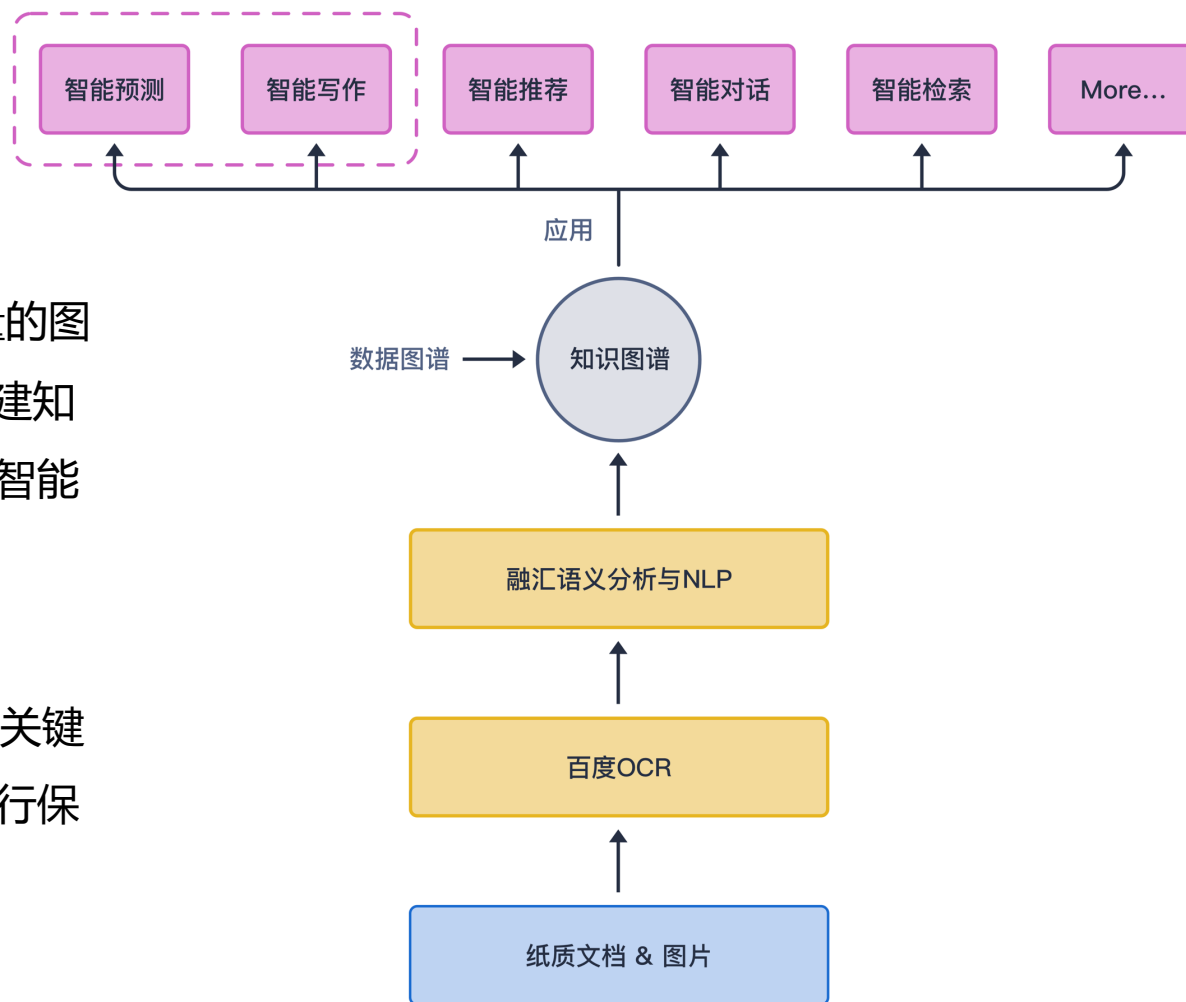 智能预测
智能写作
智能推荐
智能对话
智能检索
More...
应用
的图
数据图谱
知识图谱
建知
智能
融汇语义分析与NLP
关键
百度OCR
行保
纸质文档 & 图片